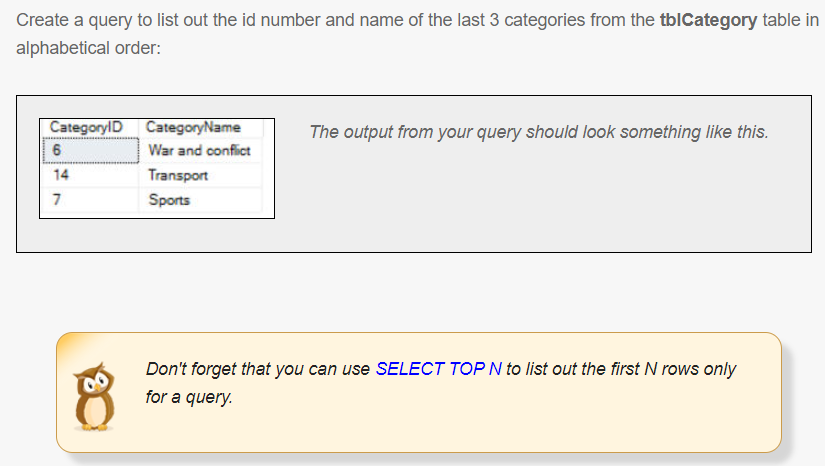 Create a query to list out the id number and name of the last 3 categories from the tblCategory table in
alphabetical order:
CategoryID CategoryName
6 War and conflict
14 Transport
7 Sports
The output from your query should look something like this.
Don't forget that you can use SELECT TOP N to list out the first N rows only
for a query.